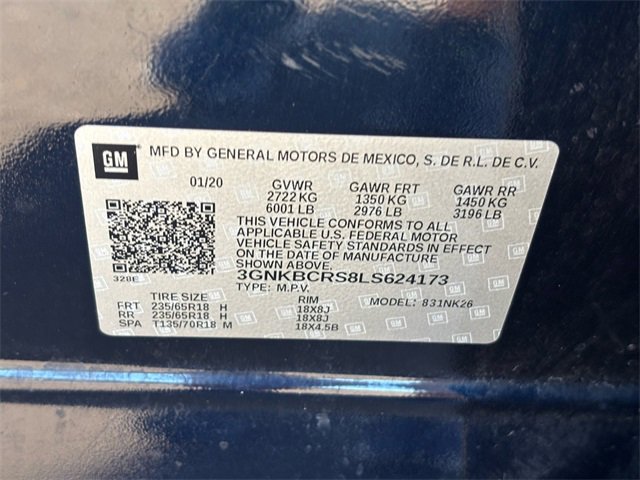 GM MFD BY GENERAL MOTORS DE MEXICO, S. DE R.L. DE C.V.
01/20 GVWR GAWR FRT GAWR RR
2722 KG 1350 KG 1450 KG
6001 LB 2976 LB 3196 LB
THIS VEHICLE CONFORMS TO ALL
APPLICABLE U.S. FEDERAL MOTOR
VEHICLE SAFETY STANDARDS IN EFFECT
ON THE DATE OF MANUFACTURE
3GNKBCRS8LS624173
328E TYPE: M.P.V.
TIRE SIZE RIM MODEL: 831NK26
FRT 235/65R18 H 18X8J
RR 235/65R18 H 18X8J
SPA T135/70R18 M 18X4.5B